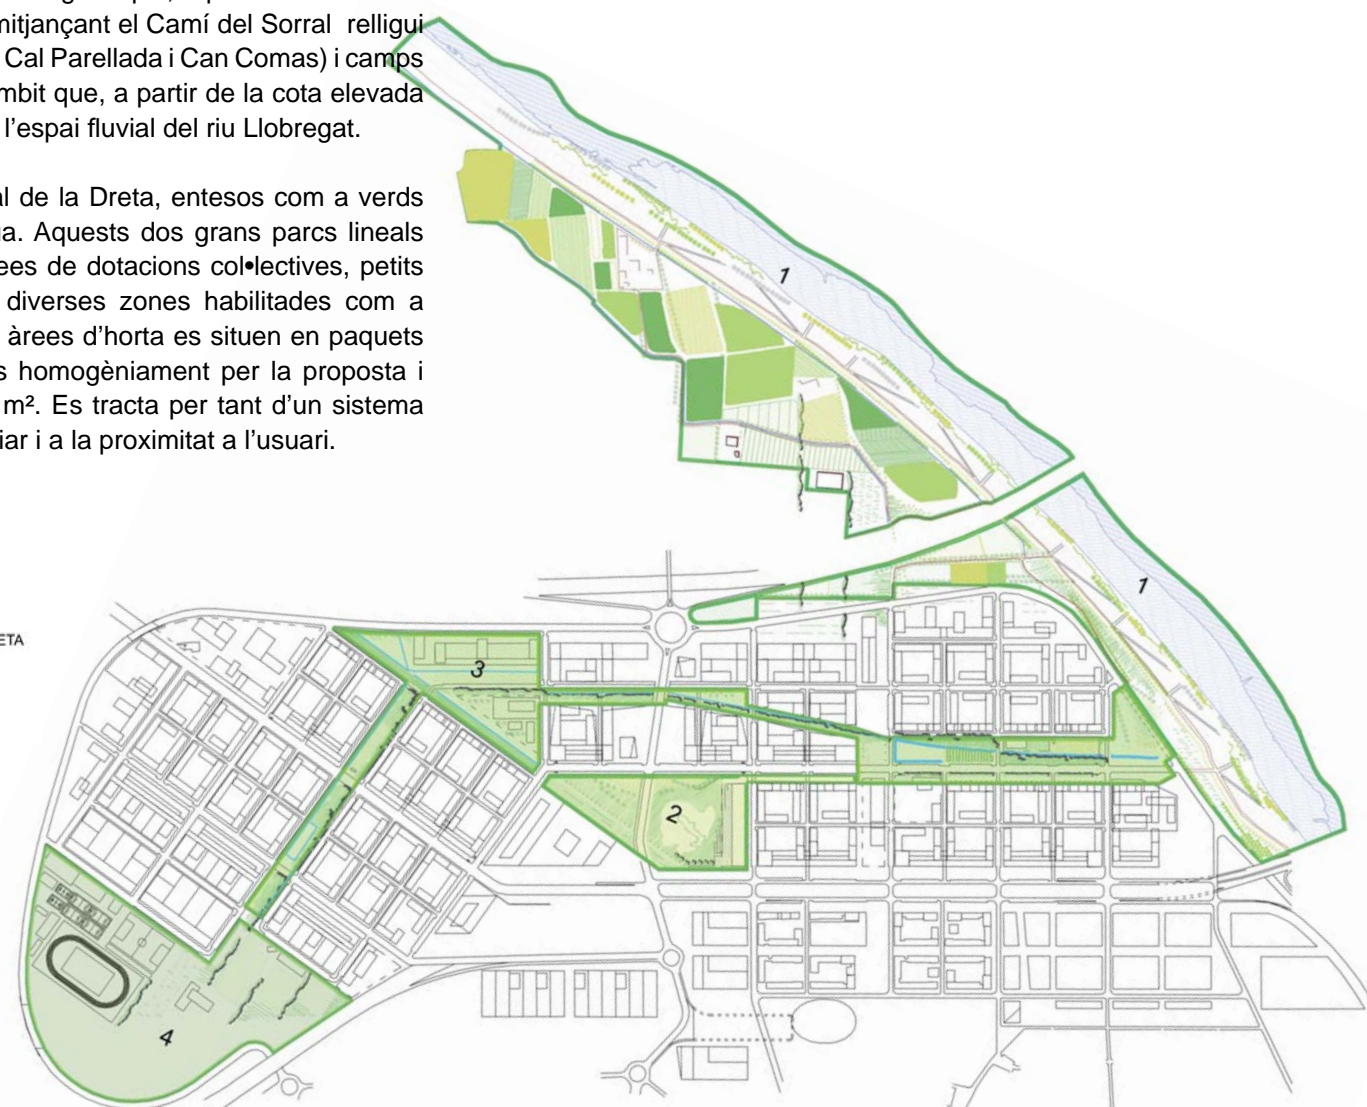 mitjançant el Camí del Sorral relligui
Cal Parellada i Can Comas) i camps
mbit que, a partir de la cota elevada
l’espai fluvial del riu Llobregat.
al de la Dreta, entesos com a verds
ua. Aquests dos grans parcs lineals
ees de dotacions col•lectives, petits
diverses zones habilitades com a
àrees d’horta es situen en paquets
s homogèniament per la proposta i
m². Es tracta per tant d’un sistema
iar i a la proximitat a l’usuari.
1
1
ETA
3
2
4